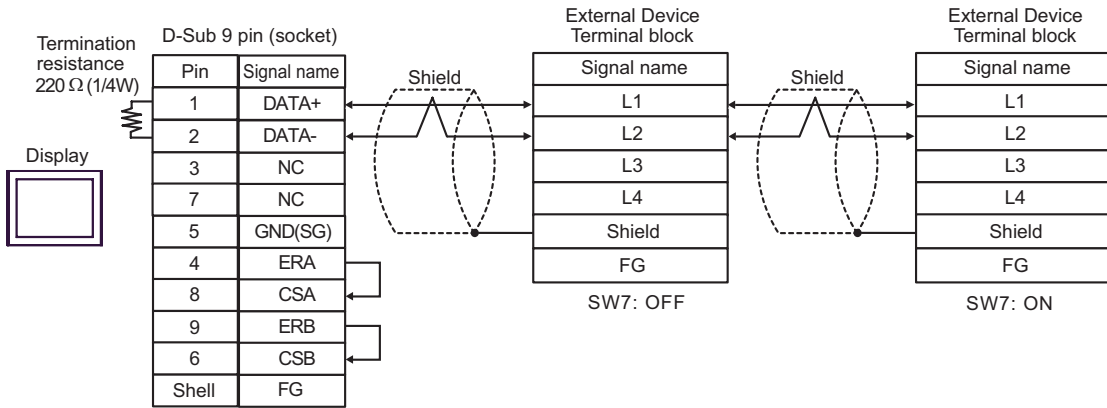 Termination
resistance
220 Ω (1/4W)
Display
D-Sub 9 pin (socket)
Pin Signal name
1 DATA+
2 DATA-
3 NC
7 NC
5 GND(SG)
4 ERA
8 CSA
9 ERB
6 CSB
Shell FG
Shield
External Device
Terminal block
Signal name
L1
L2
L3
L4
Shield
FG
SW7: OFF
Shield
External Device
Terminal block
Signal name
L1
L2
L3
L4
Shield
FG
SW7: ON